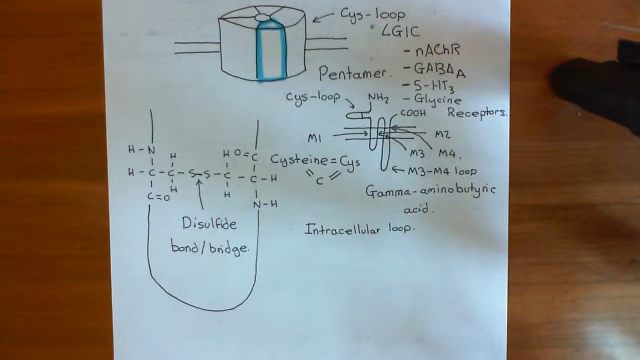 Cys-loop
LGIC
- nAChR
- GABAA
- 5-HT3
- Glycine
Receptors.
Pentamer.
Cys-loop
NH2
COOH
M1
M2
M3
M4.
M3-M4 loop
Cysteine=Cys
=C=
Gamma-aminobutyric
acid.
Intracellular loop.
H-N
H
H O=C
H-C-C-S-S-C-C-H
H
H
C=O
N-H
Disulfide
bond/bridge.